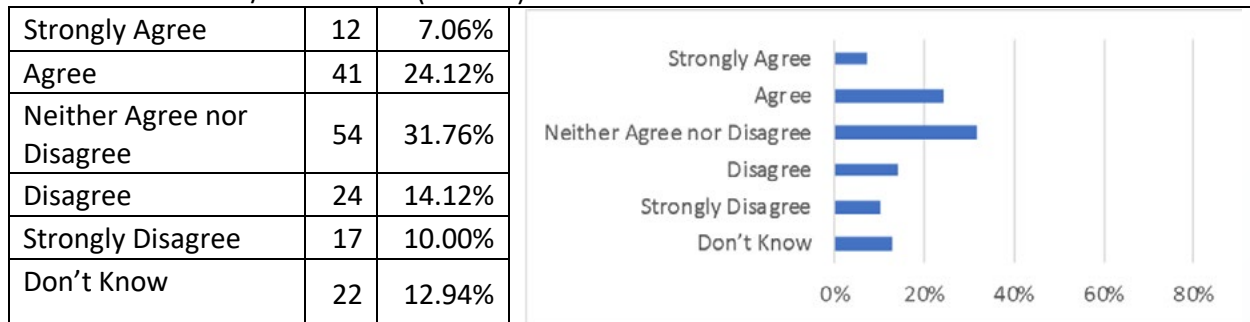 Strongly Agree 12 7.06%
Agree 41 24.12%
Neither Agree nor
Disagree 54 31.76%
Disagree 24 14.12%
Strongly Disagree 17 10.00%
Don't Know 22 12.94%
Strongly Agree
Agree
Neither Agree nor Disagree
Disagree
Strongly Disagree
Don't Know
0% 20% 40% 60% 80%